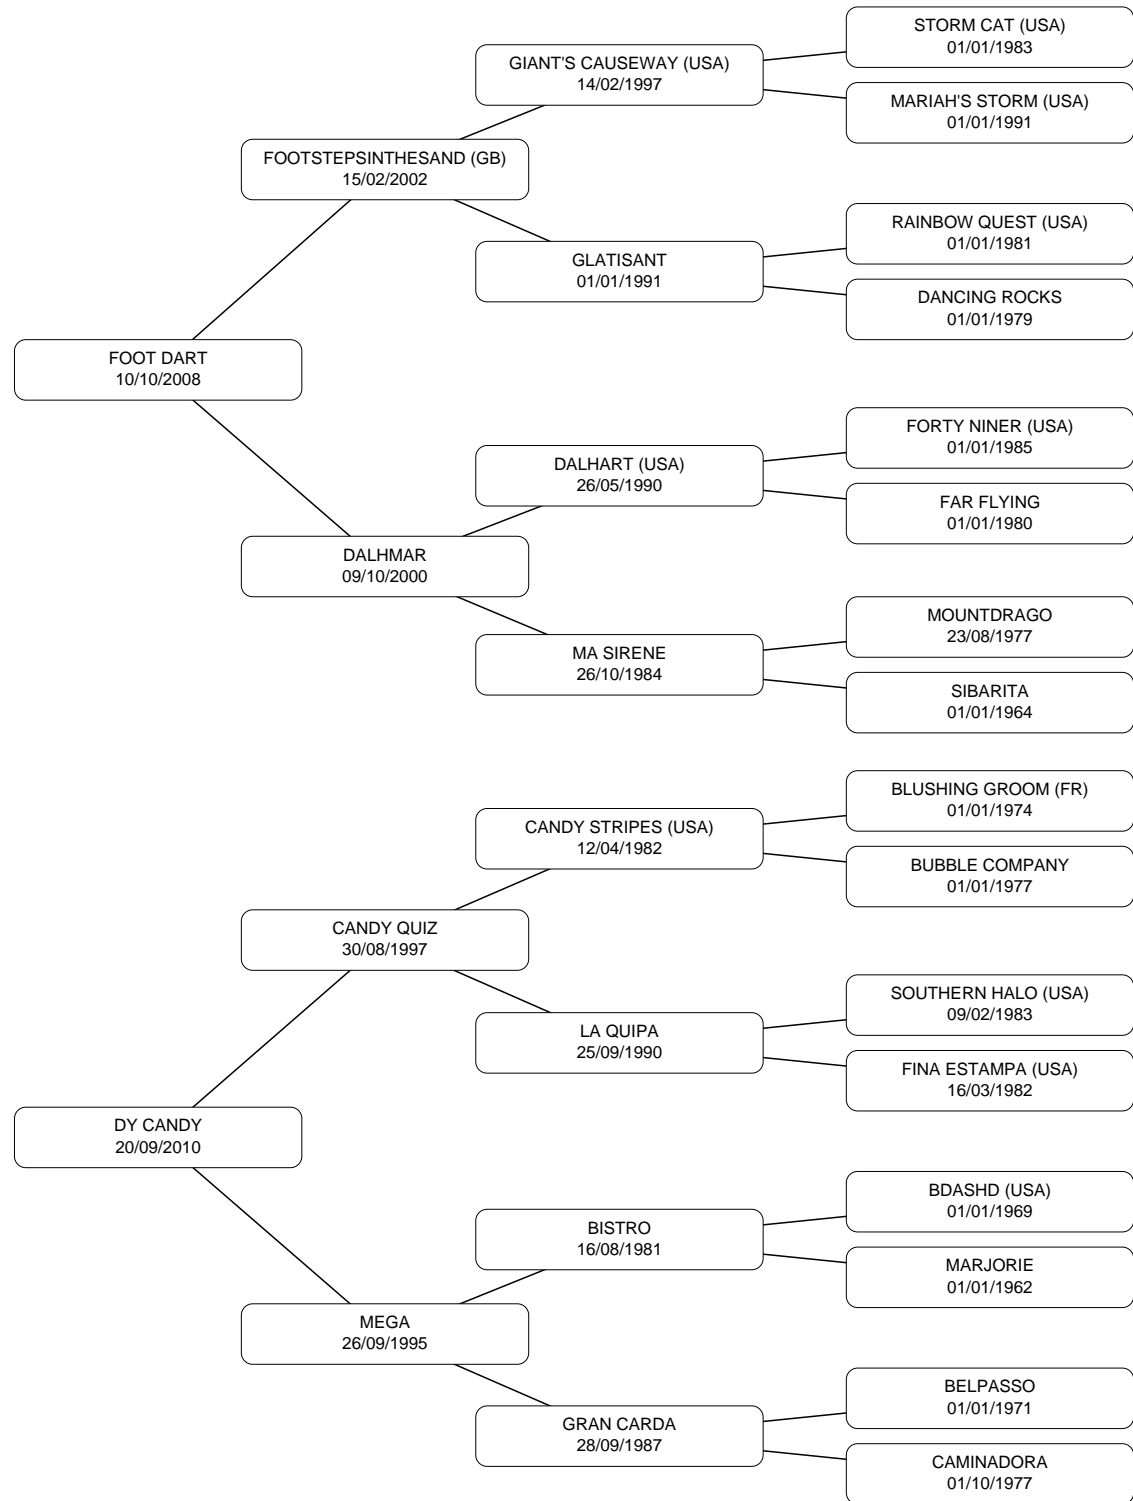 STORM CAT (USA)
01/01/1983
GIANT'S CAUSEWAY (USA)
14/02/1997
MARIAH'S STORM (USA)
01/01/1991
FOOTSTEPSINTHESAND (GB)
15/02/2002
RAINBOW QUEST (USA)
01/01/1981
GLATISANT
01/01/1991
DANCING ROCKS
01/01/1979
FOOT DART
10/10/2008
FORTY NINER (USA)
01/01/1985
DALHART (USA)
26/05/1990
FAR FLYING
01/01/1980
DALHMAR
09/10/2000
MOUNTDRAGO
23/08/1977
MA SIRENE
26/10/1984
SIBARITA
01/01/1964
BLUSHING GROOM (FR)
01/01/1974
CANDY STRIPES (USA)
12/04/1982
BUBBLE COMPANY
01/01/1977
CANDY QUIZ
30/08/1997
SOUTHERN HALO (USA)
09/02/1983
LA QUIPA
25/09/1990
FINA ESTAMPA (USA)
16/03/1982
DY CANDY
20/09/2010
BDASHD (USA)
01/01/1969
BISTRO
16/08/1981
MARJORIE
01/01/1962
MEGA
26/09/1995
BELPASSO
01/01/1971
GRAN CARDA
28/09/1987
CAMINADORA
01/10/1977